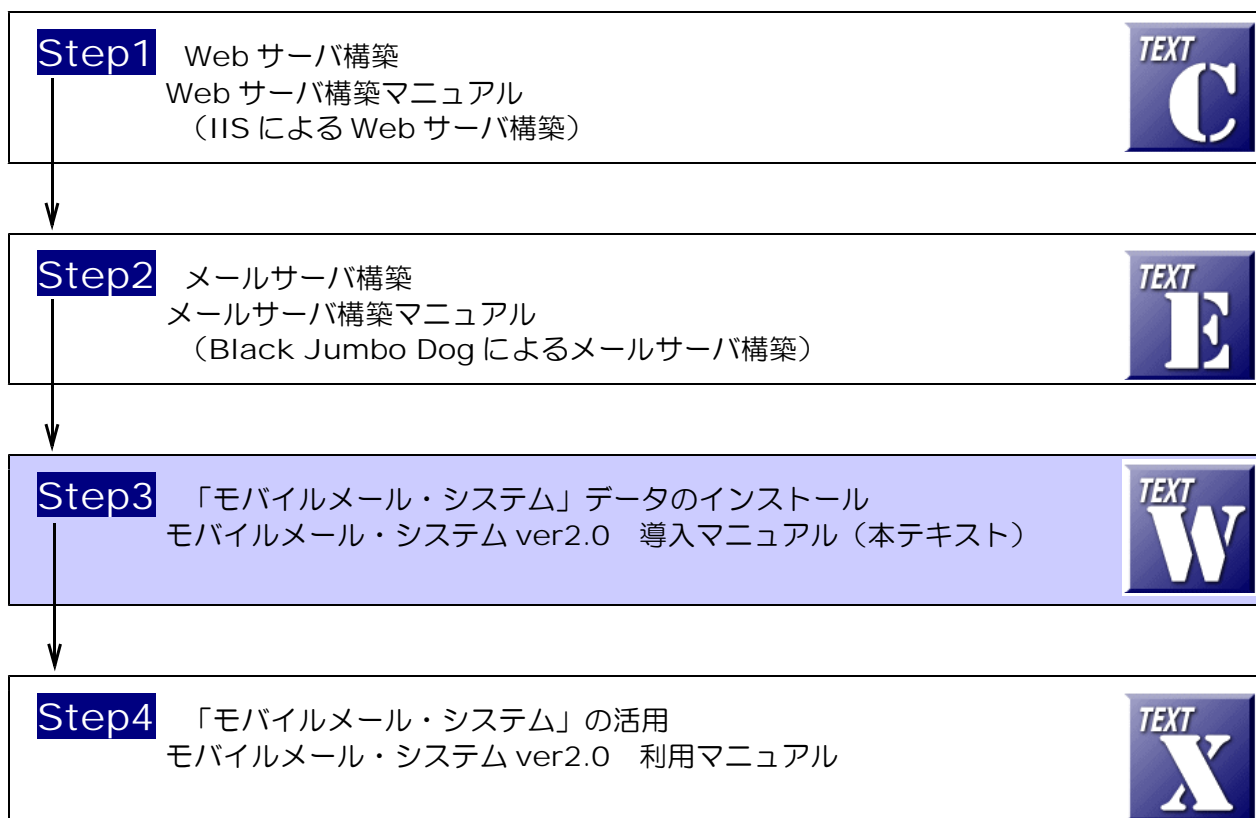 Step1 Web サーバ構築
Web サーバ構築マニュアル
（IIS による Web サーバ構築）
TEXT
C
Step2 メールサーバ構築
メールサーバ構築マニュアル
（Black Jumbo Dog によるメールサーバ構築）
TEXT
E
Step3 「モバイルメール・システム」データのインストール
モバイルメール・システム ver2.0　導入マニュアル（本テキスト）
TEXT
W
Step4 「モバイルメール・システム」の活用
モバイルメール・システム ver2.0　利用マニュアル
TEXT
X